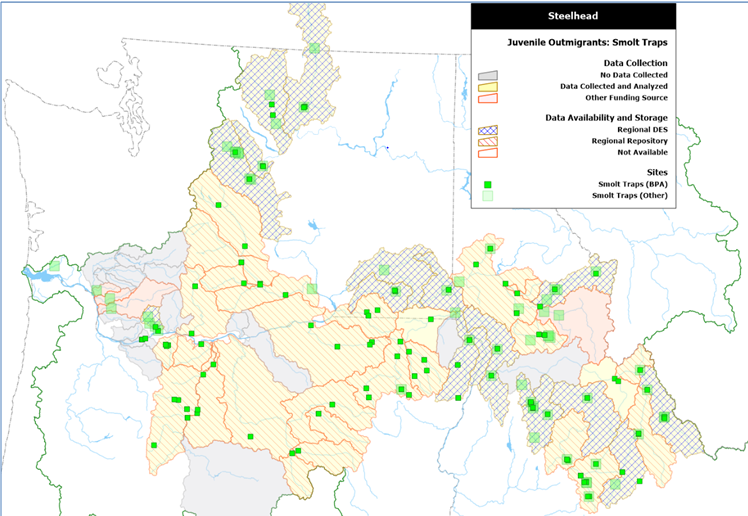 Steelhead
Juvenile Outmigrants: Smolt Traps
Data Collection
No Data Collected
Data Collected and Analyzed
Other Funding Source
Data Availability and Storage
Regional DES
Regional Repository
Not Available
Sites
Smolt Traps (BPA)
Smolt Traps (Other)